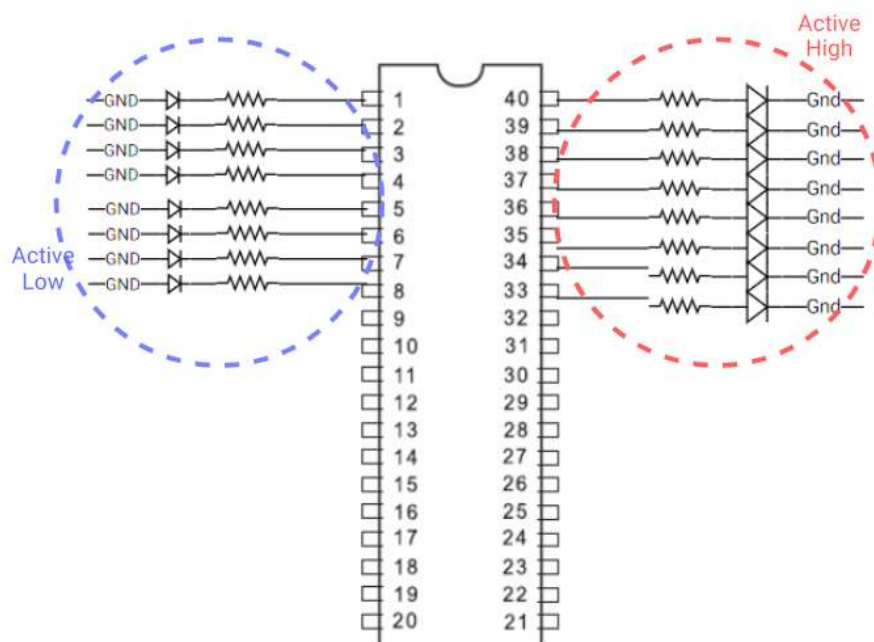 Active
High
GND 1 40 Gnd
GND 2 39 Gnd
GND 3 38 Gnd
GND 4 37 Gnd
GND 5 36 Gnd
GND 6 35 Gnd
GND 7 34 Gnd
GND 8 33 Gnd
Active
Low
9 32
10 31
11 30
12 29
13 28
14 27
15 26
16 25
17 24
18 23
19 22
20 21